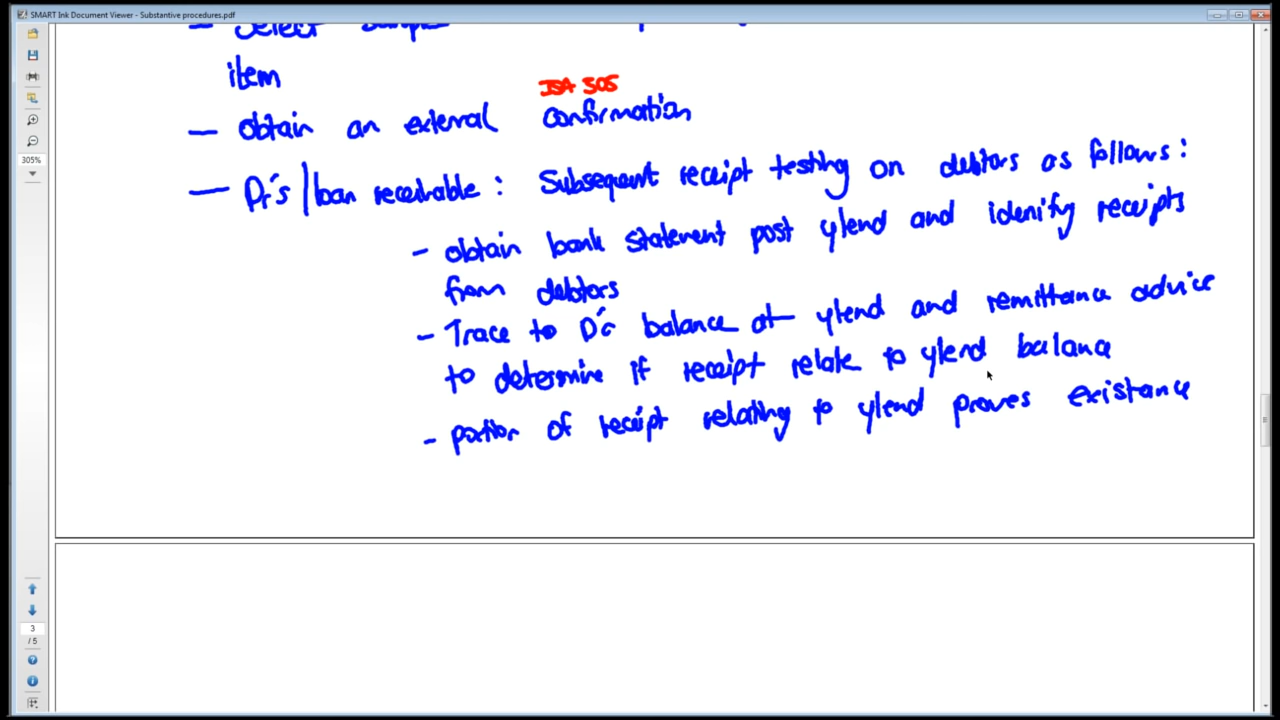 SMART Ink Document Viewer - Substantive procedures.pdf
- Select
item
ISA 505
- obtain an external confirmation
- Dr's/loan receivable : Subsequent receipt testing on debtors as follows :
- obtain bank statement post y/end and idenify receipts
from debtors
- Trace to Dr's balance at y/end and remittance advice
to determine if receipt relate to y/end balance
- portion of receipt relating to y/end proves existance
305%
3
/ 5